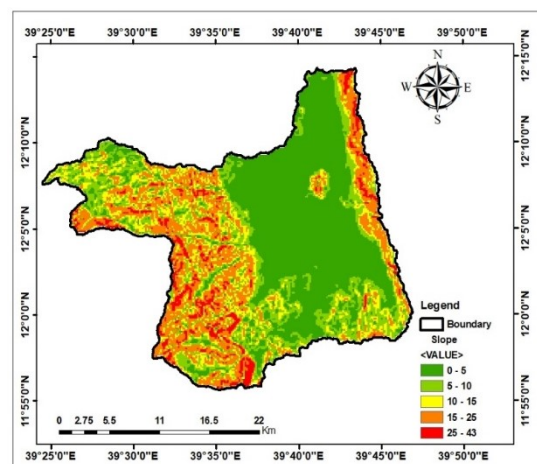 39°25'0"E 39°30'0"E 39°35'0"E 39°40'0"E 39°45'0"E 39°50'0"E
12°15'0"N
12°10'0"N 12°10'0"N
12°5'0"N 12°5'0"N
12°0'0"N 12°0'0"N
11°55'0"N 11°55'0"N
N
W E
S
Legend
Boundary
Slope
<VALUE>
0 - 5
5 - 10
10 - 15
15 - 25
25 - 43
0 2.75 5.5 11 16.5 22
Km
39°25'0"E 39°30'0"E 39°35'0"E 39°40'0"E 39°45'0"E 39°50'0"E